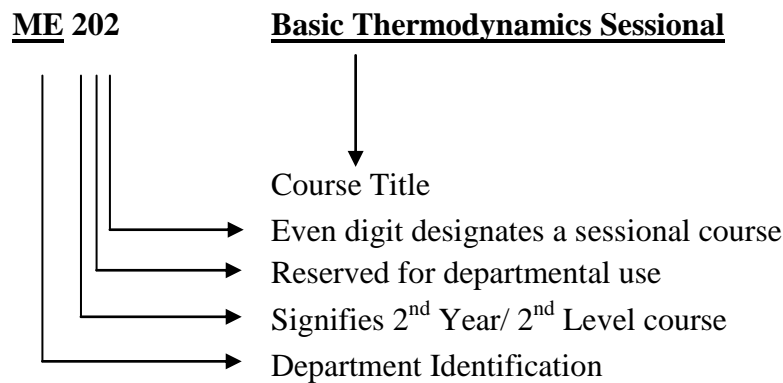 ME 202 Basic Thermodynamics Sessional
Course Title
Even digit designates a sessional course
Reserved for departmental use
Signifies 2nd Year/ 2nd Level course
Department Identification